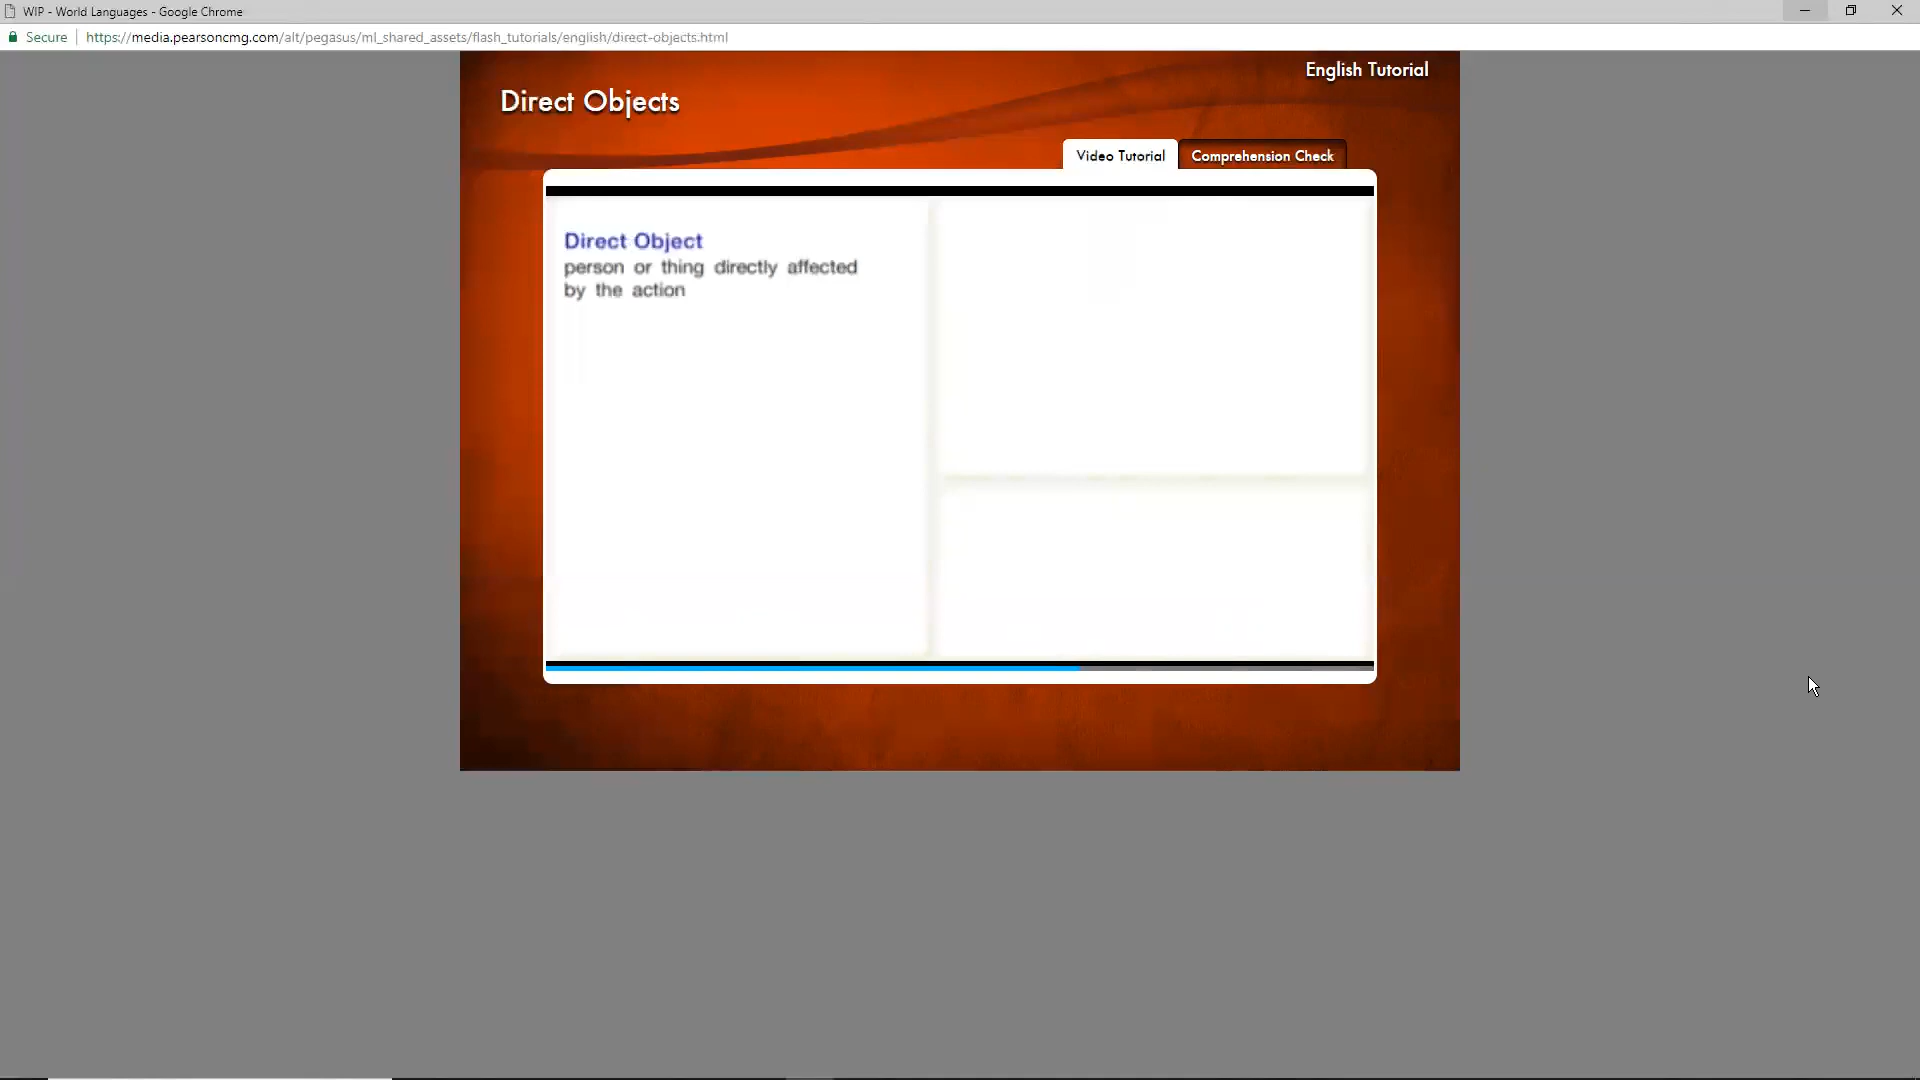 WIP - World Languages - Google Chrome
Secure https://media.pearsoncmg.com/alt/pegasus/ml_shared_assets/flash_tutorials/english/direct-objects.html
English Tutorial
Direct Objects
Video Tutorial Comprehension Check
Direct Object
person or thing directly affected
by the action